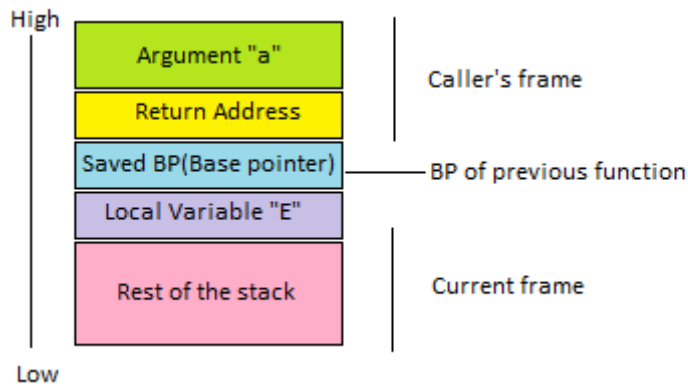 High
Argument "a"
Caller's frame
Return Address
Saved BP(Base pointer)
BP of previous function
Local Variable "E"
Rest of the stack
Current frame
Low